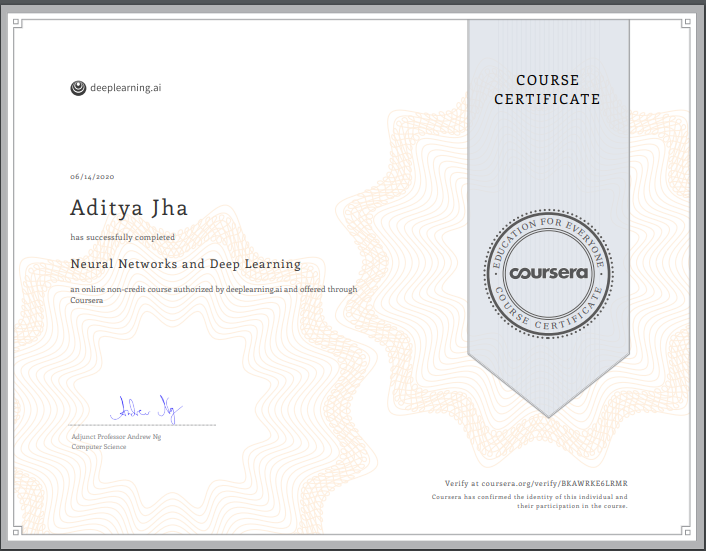 deeplearning.ai
COURSE
CERTIFICATE
06/14/2020
Aditya Jha
has successfully completed
Neural Networks and Deep Learning
an online non-credit course authorized by deeplearning.ai and offered through
Coursera
EDUCATION FOR EVERYONE
coursera
COURSE CERTIFICATE
Andrew Ng
Adjunct Professor Andrew Ng
Computer Science
Verify at coursera.org/verify/BKAWRKE6LRMR
Coursera has confirmed the identity of this individual and
their participation in the course.